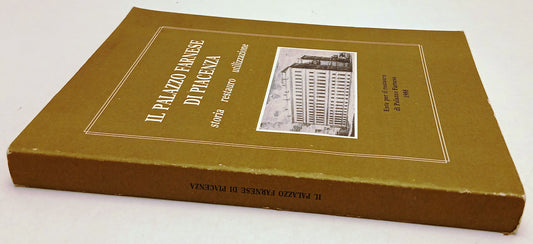 IL PALAZZO FARNESE
DI PIACENZA
storia restauro utilizzazione
Ente per il restauro
di Palazzo Farnese
1986
IL PALAZZO FARNESE DI PIACENZA